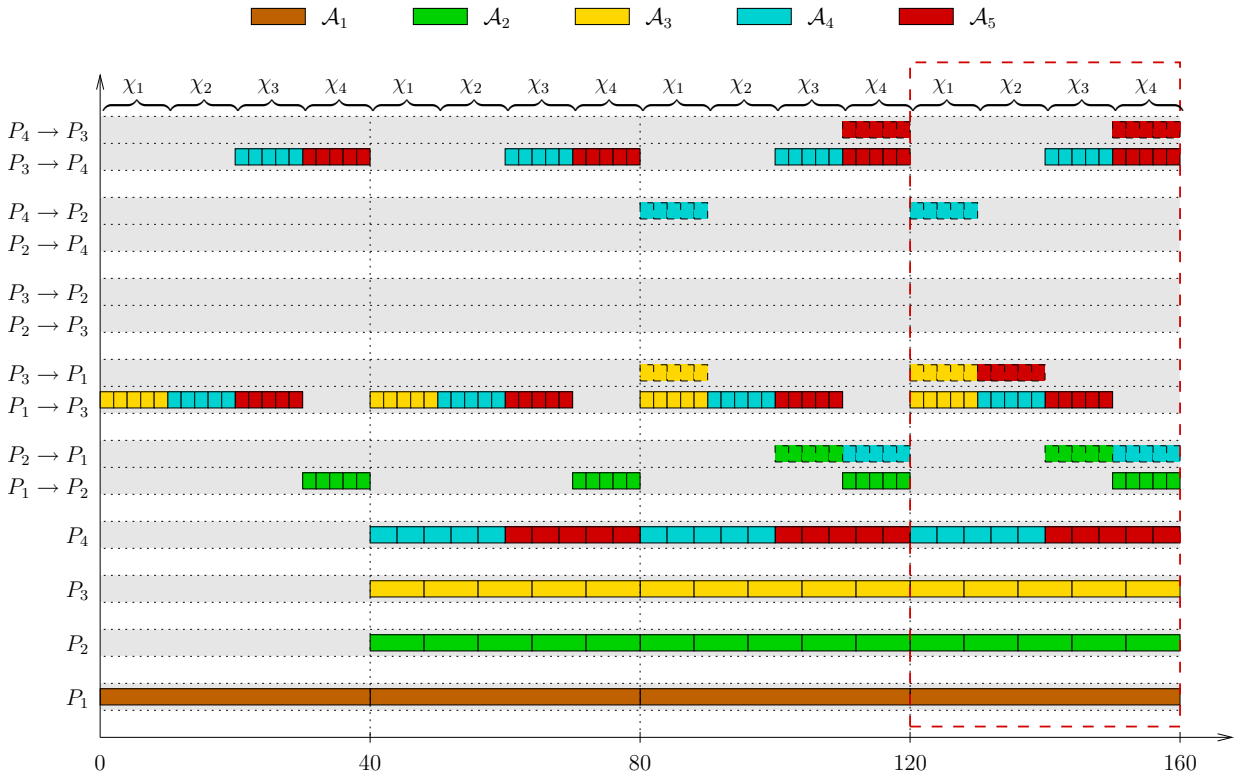 𝒜₁ 𝒜₂ 𝒜₃ 𝒜₄ 𝒜₅
χ₁ χ₂ χ₃ χ₄ χ₁ χ₂ χ₃ χ₄ χ₁ χ₂ χ₃ χ₄ χ₁ χ₂ χ₃ χ₄
P₄ → P₃
P₃ → P₄
P₄ → P₂
P₂ → P₄
P₃ → P₂
P₂ → P₃
P₃ → P₁
P₁ → P₃
P₂ → P₁
P₁ → P₂
P₄
P₃
P₂
P₁
0 40 80 120 160